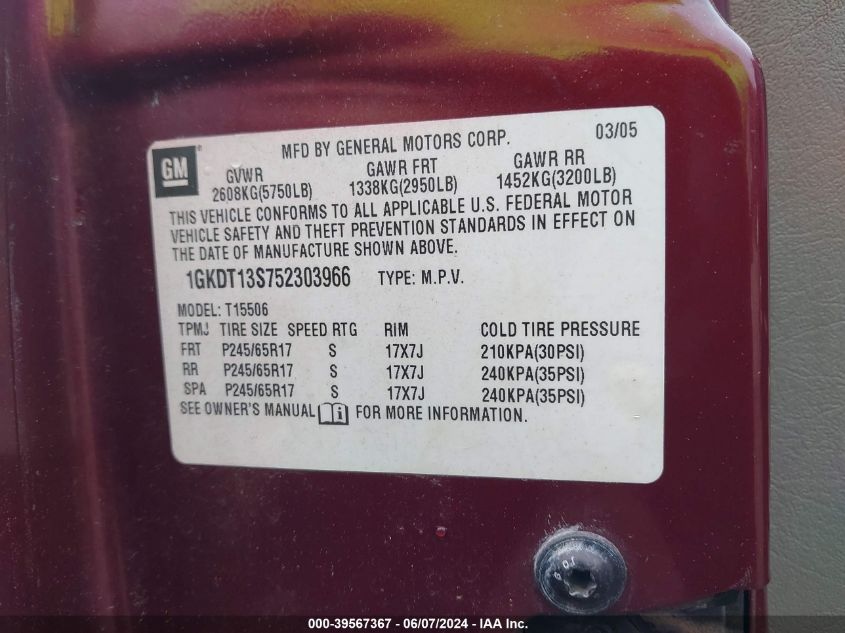 GM
MFD BY GENERAL MOTORS CORP. 03/05
GVWR GAWR FRT GAWR RR
2608KG(5750LB) 1338KG(2950LB) 1452KG(3200LB)
THIS VEHICLE CONFORMS TO ALL APPLICABLE U.S. FEDERAL MOTOR
VEHICLE SAFETY AND THEFT PREVENTION STANDARDS IN EFFECT ON
THE DATE OF MANUFACTURE SHOWN ABOVE.
1GKDT13S752303966 TYPE: M.P.V.
MODEL: T15506
TPMJ TIRE SIZE SPEED RTG RIM COLD TIRE PRESSURE
FRT P245/65R17 S 17X7J 210KPA(30PSI)
RR P245/65R17 S 17X7J 240KPA(35PSI)
SPA P245/65R17 S 17X7J 240KPA(35PSI)
SEE OWNER'S MANUAL FOR MORE INFORMATION.
000-39567367 - 06/07/2024 - IAA Inc.